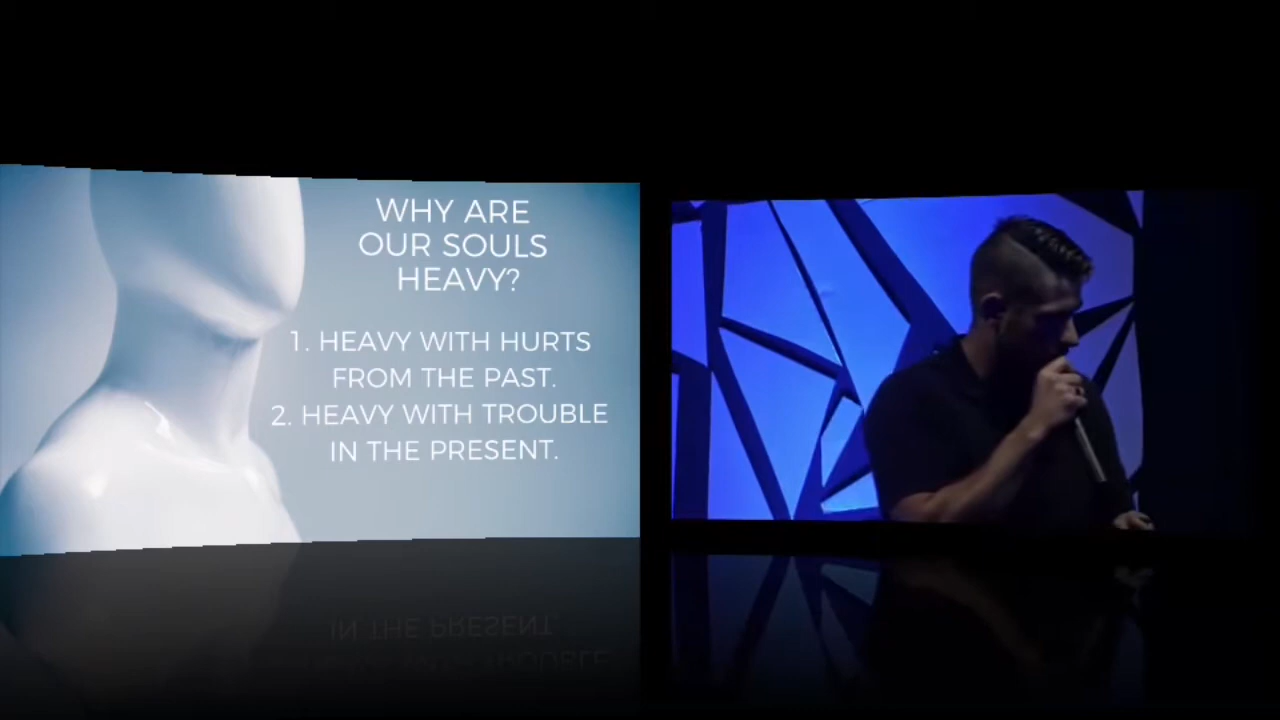 WHY ARE
OUR SOULS
HEAVY?
1. HEAVY WITH HURTS
FROM THE PAST.
2. HEAVY WITH TROUBLE
IN THE PRESENT.